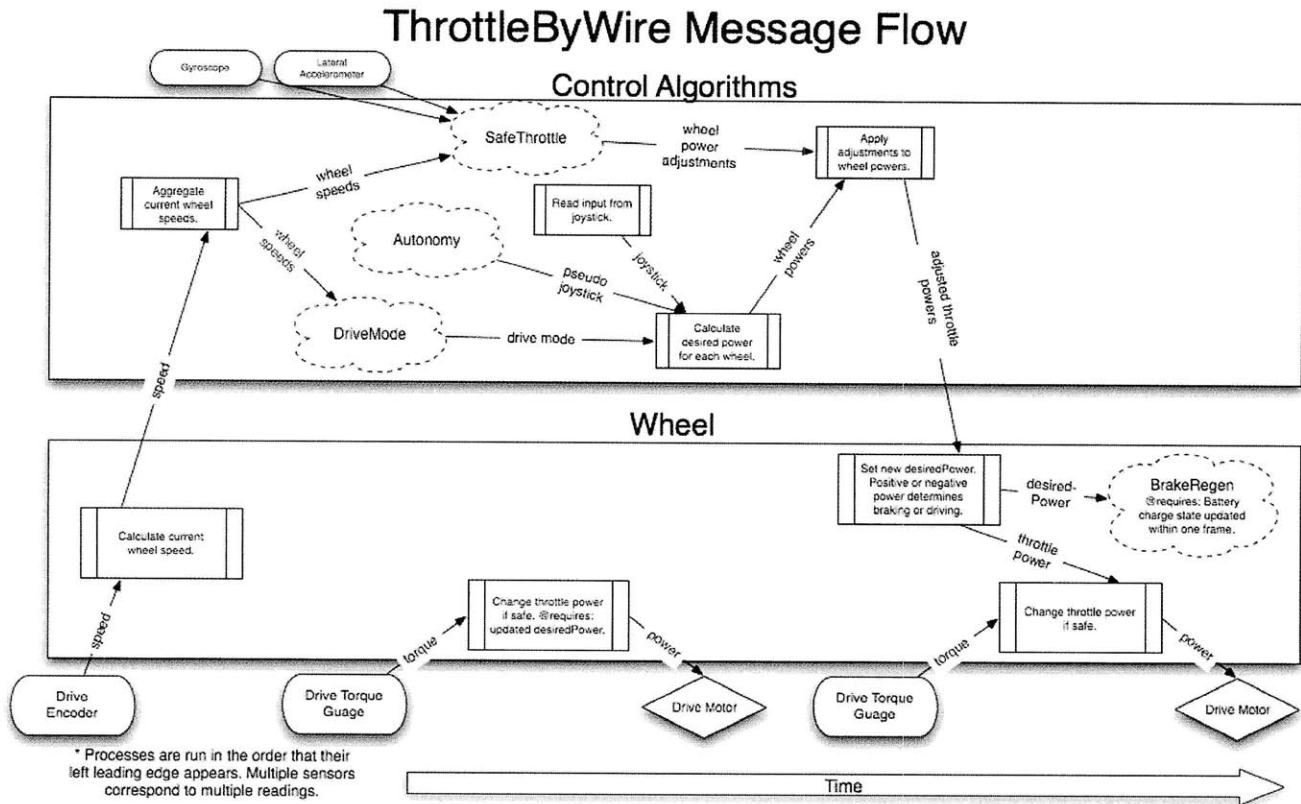 ThrottleByWire Message Flow
Gyroscope
Lateral
Accelerometer
Control Algorithms
SafeThrottle
wheel
power
adjustments
Apply
adjustments to
wheel powers.
Aggregate
current wheel
speeds.
wheel
speeds
Read input from
joystick.
wheel
speeds
Autonomy
pseudo
joystick
joystick
wheel
powers
adjusted throttle
powers
DriveMode
drive mode
Calculate
desired power
for each wheel.
speed
Wheel
Set new desiredPower.
Positive or negative
power determines
braking or driving.
desired-
Power
BrakeRegen
@requires: Battery
charge state updated
within one frame.
Calculate current
wheel speed.
throttle
power
speed
torque
Change throttle power
if safe. @requires:
updated desiredPower.
power
torque
Change throttle power
if safe.
power
Drive
Encoder
Drive Torque
Guage
Drive Motor
Drive Torque
Guage
Drive Motor
* Processes are run in the order that their
left leading edge appears. Multiple sensors
correspond to multiple readings.
Time